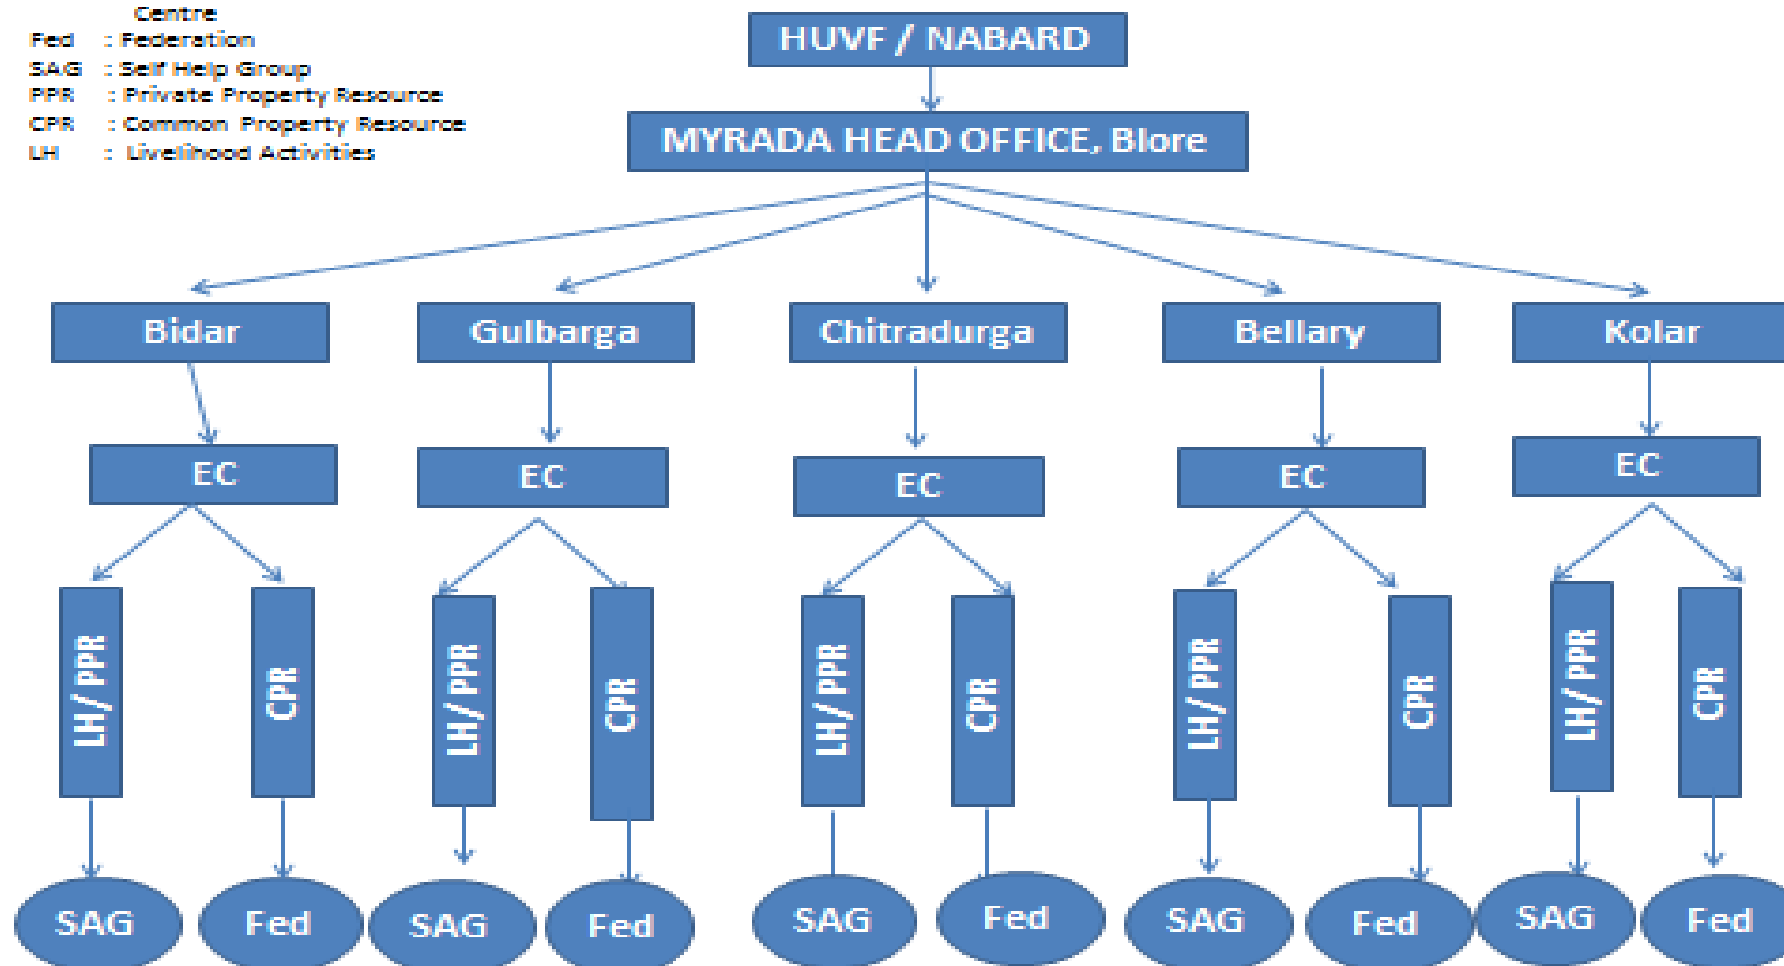 Centre
Fed : Federation
SAG : Self Help Group
PPR : Private Property Resource
CPR : Common Property Resource
LH : Livelihood Activities
HUVF / NABARD
MYRADA HEAD OFFICE, Blore
Bidar
Gulbarga
Chitradurga
Bellary
Kolar
EC
EC
EC
EC
EC
LH/ PPR
CPR
LH/ PPR
CPR
LH/ PPR
CPR
LH/ PPR
CPR
LH/ PPR
CPR
SAG
Fed
SAG
Fed
SAG
Fed
SAG
Fed
SAG
Fed